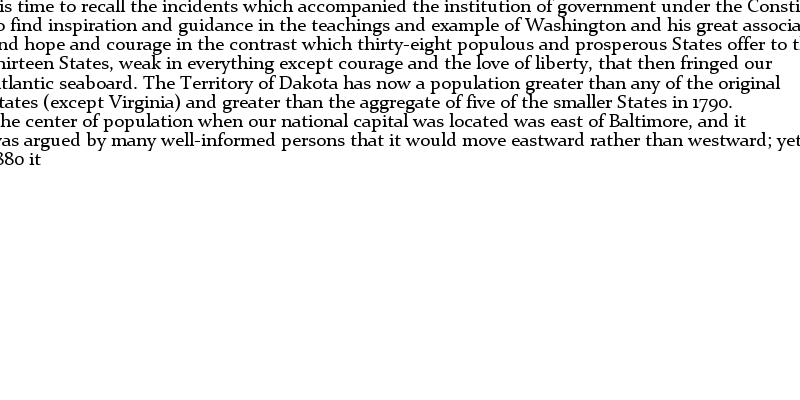 is time to recall the incidents which accompanied the institution of government under the Consti
o find inspiration and guidance in the teachings and example of Washington and his great associa
nd hope and courage in the contrast which thirty-eight populous and prosperous States offer to t
hirteen States, weak in everything except courage and the love of liberty, that then fringed our
tlantic seaboard. The Territory of Dakota has now a population greater than any of the original
tates (except Virginia) and greater than the aggregate of five of the smaller States in 1790.
he center of population when our national capital was located was east of Baltimore, and it
was argued by many well-informed persons that it would move eastward rather than westward; yet
880 it